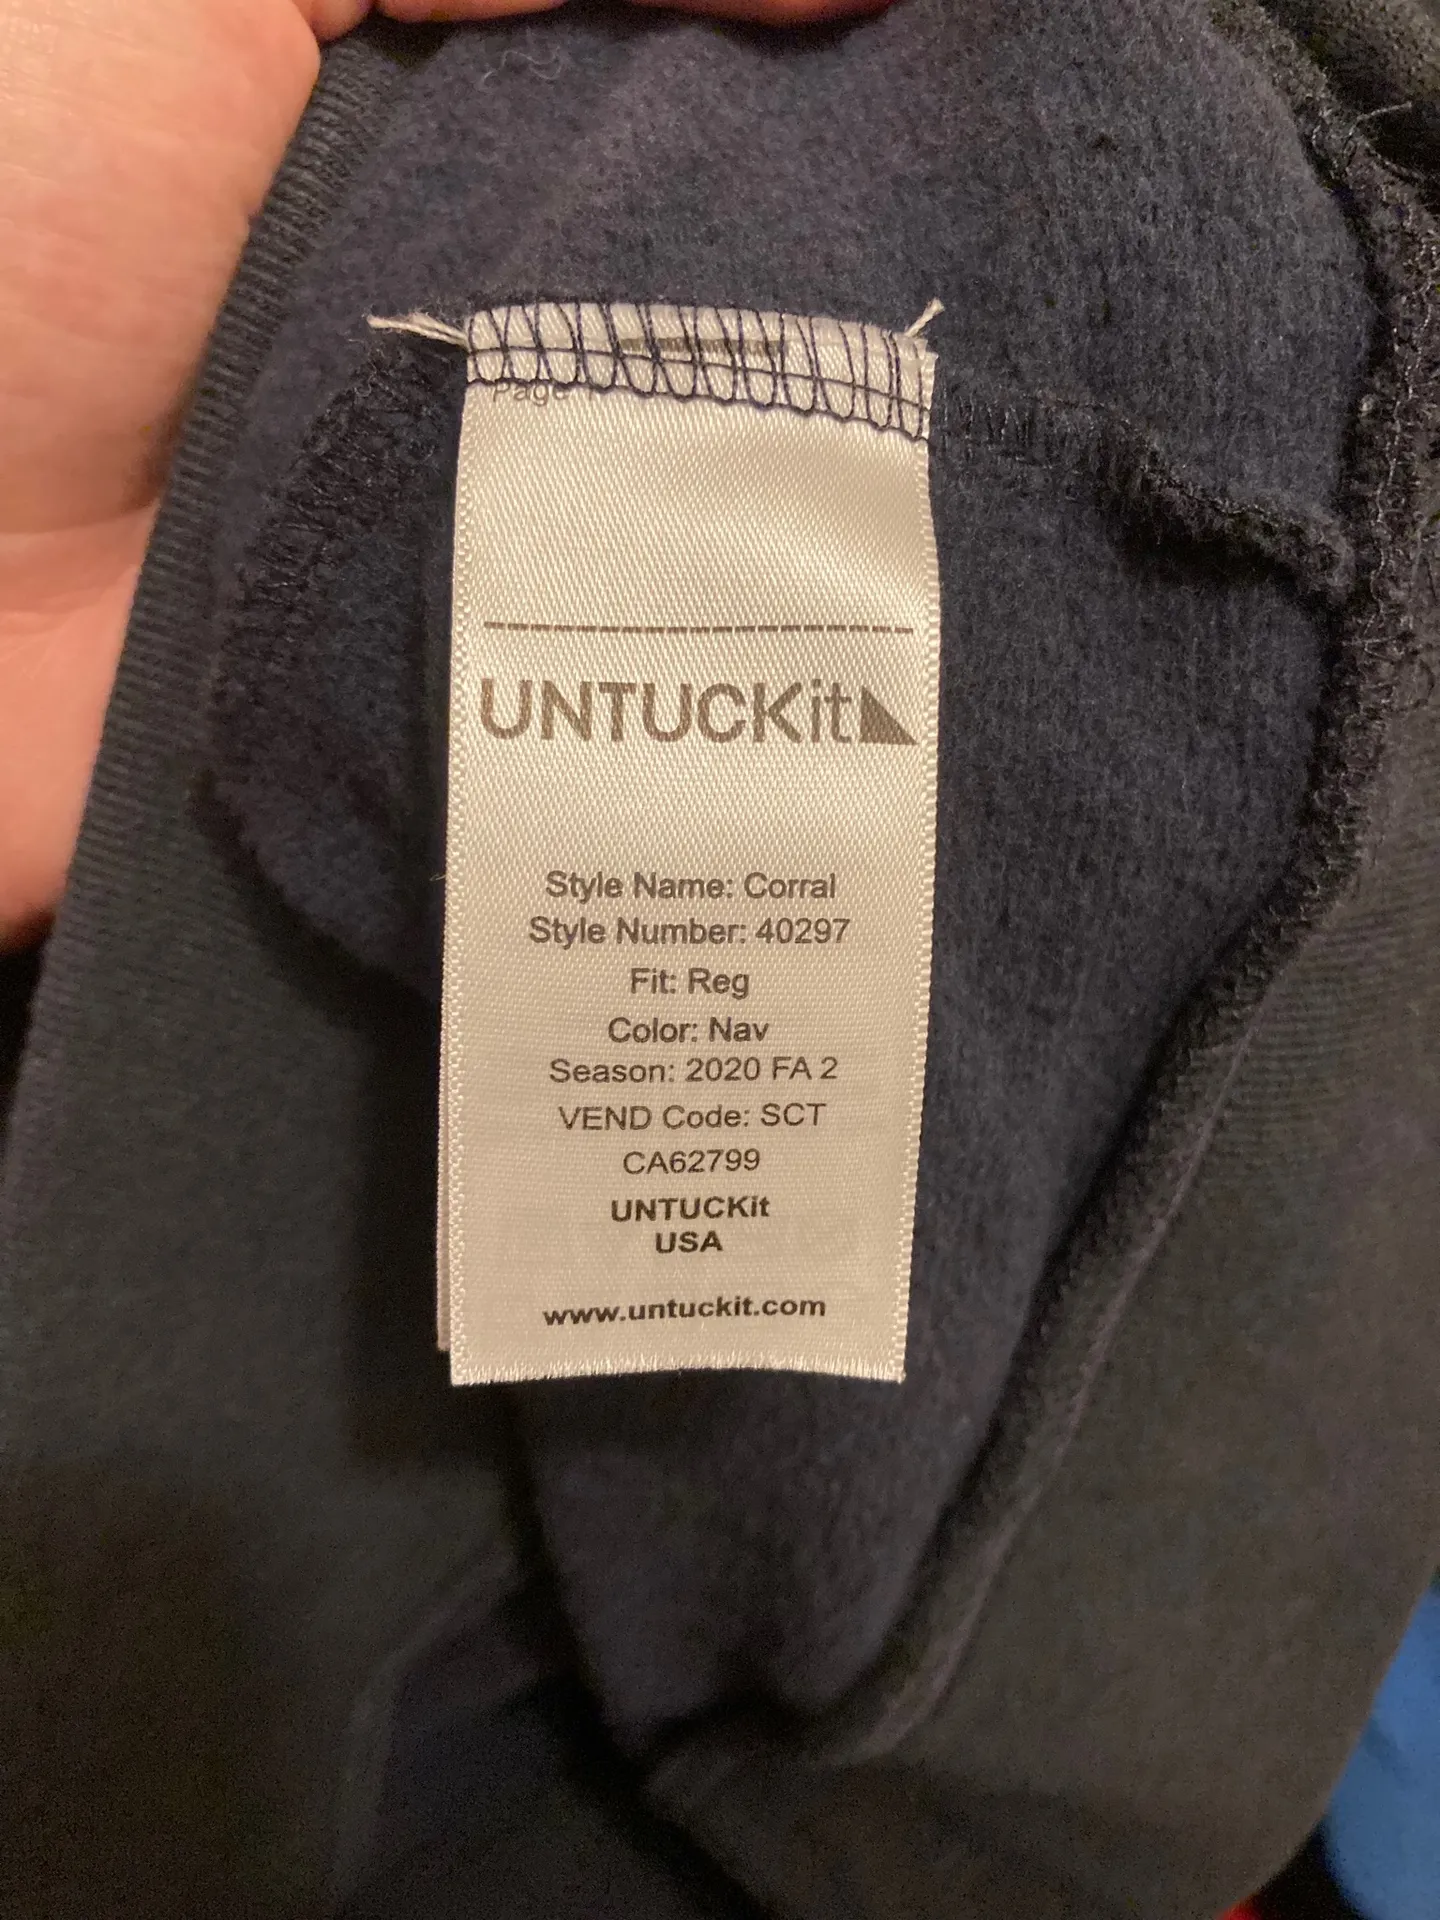 Page
UNTUCKit
Style Name: Corral
Style Number: 40297
Fit: Reg
Color: Nav
Season: 2020 FA 2
VEND Code: SCT
CA62799
UNTUCKit
USA
www.untuckit.com